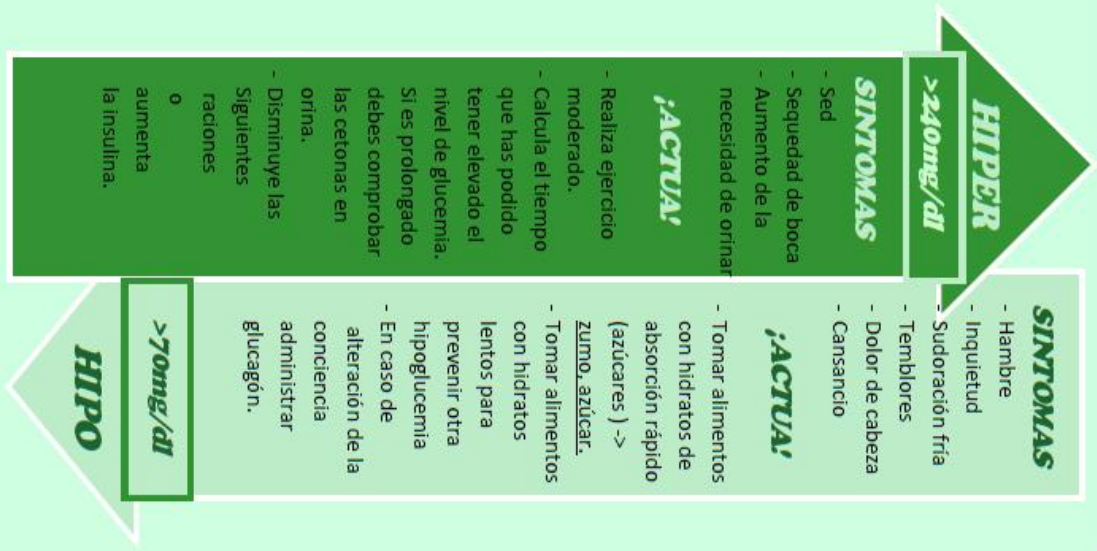 HIPER
>240mg/dl
SINTOMAS
- Sed
- Sequedad de boca
- Aumento de la
necesidad de orinar
¡ACTUA!
- Realiza ejercicio
moderado.
- Calcula el tiempo
que has podido
tener elevado el
nivel de glucemia.
Si es prolongado
debes comprobar
las cetonas en
orina.
- Disminuye las
Siguientes
raciones
o
aumenta
la insulina.
SINTOMAS
- Hambre
- Inquietud
- Sudoración fría
- Temblores
- Dolor de cabeza
- Cansancio
¡ACTUA!
- Tomar alimentos
con hidratos de
absorción rápido
(azúcares ) ->
zumo, azúcar.
- Tomar alimentos
con hidratos
lentos para
prevenir otra
hipoglucemia
- En caso de
alteración de la
conciencia
administrar
glucagón.
>70mg/dl
HIPO